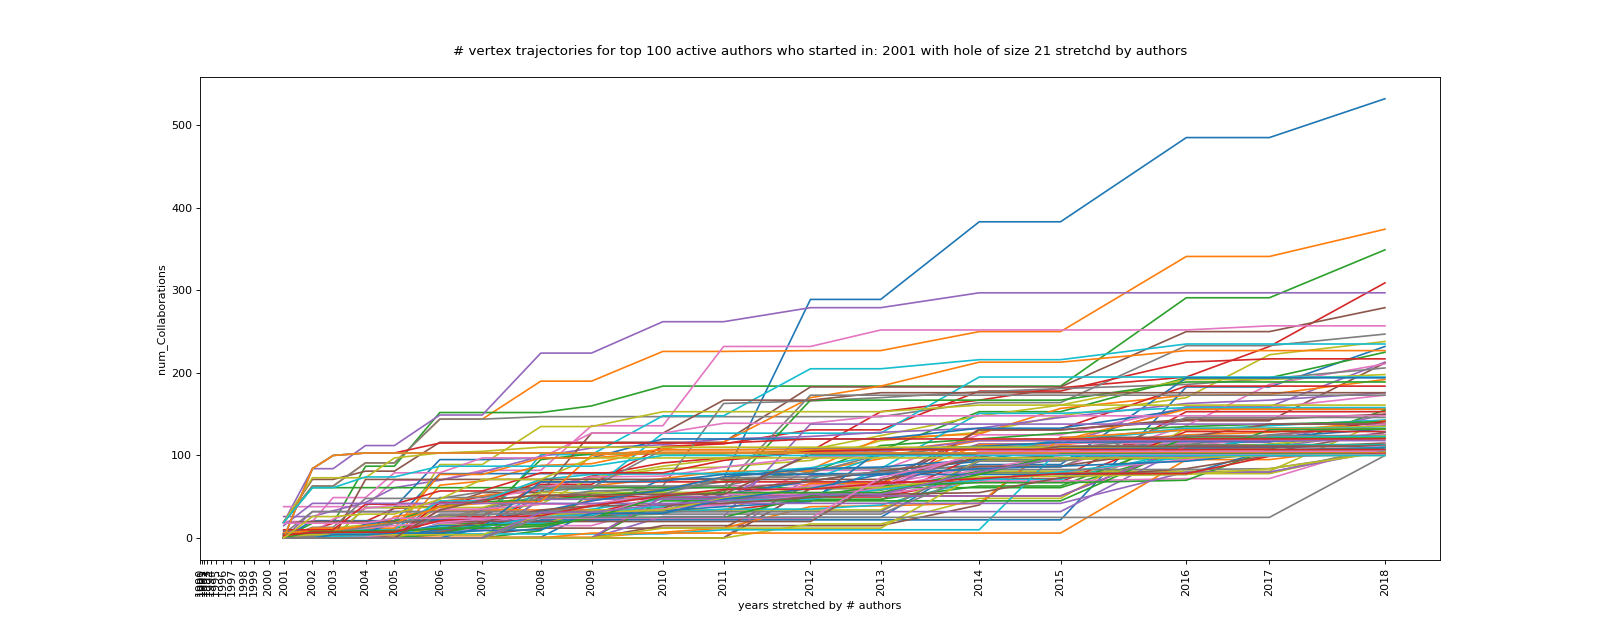 # vertex trajectories for top 100 active authors who started in: 2001 with hole of size 21 stretchd by authors
num_Collaborations
500
400
300
200
100
0
1996 1997 1998 1999 2000 2001 2002 2003 2004 2005 2006 2007 2008 2009 2010 2011 2012 2013 2014 2015 2016 2017 2018
years stretched by # authors